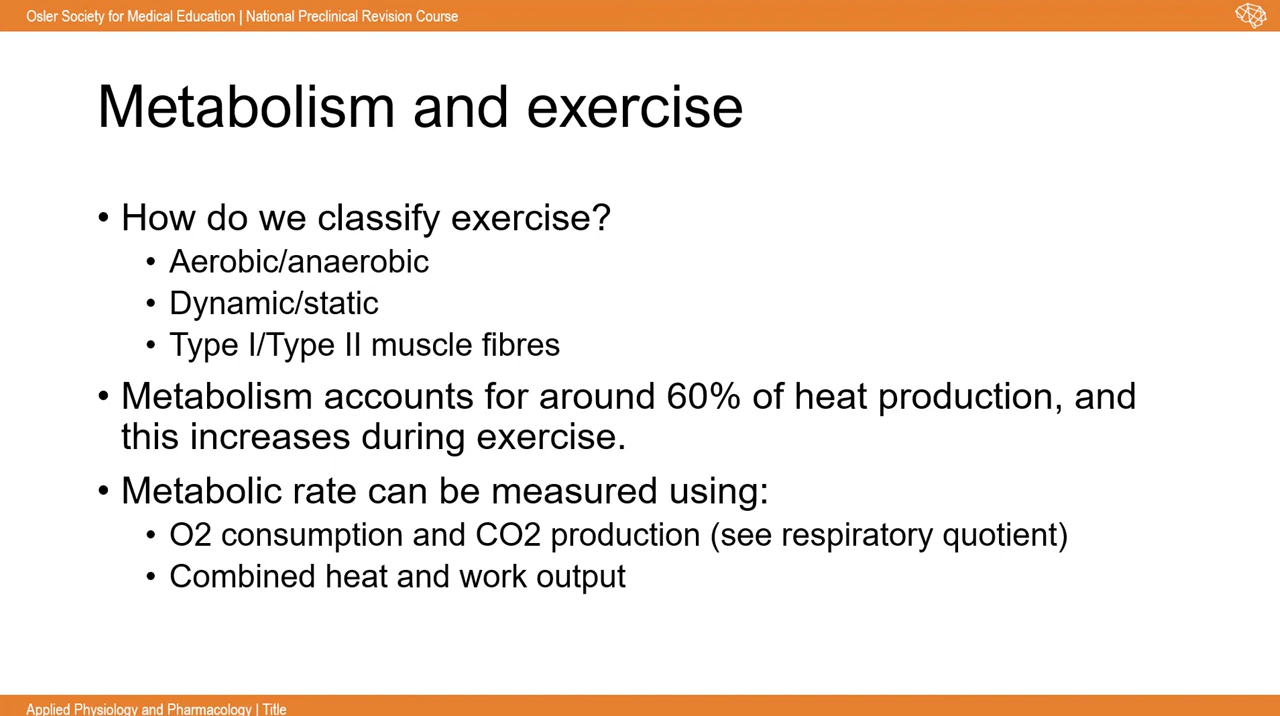 Osler Society for Medical Education | National Preclinical Revision Course
Metabolism and exercise
• How do we classify exercise?
• Aerobic/anaerobic
• Dynamic/static
• Type I/Type II muscle fibres
• Metabolism accounts for around 60% of heat production, and
this increases during exercise.
• Metabolic rate can be measured using:
• O2 consumption and CO2 production (see respiratory quotient)
• Combined heat and work output
Applied Physiology and Pharmacology | Title